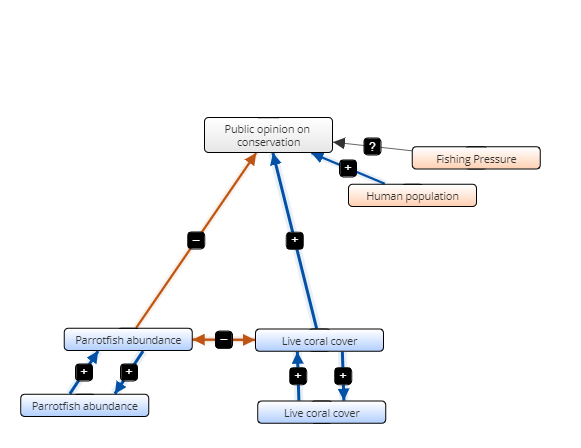 Public opinion on
conservation
?
Fishing Pressure
+
Human population
–
+
Parrotfish abundance
–
Live coral cover
+
+
+
+
Parrotfish abundance
Live coral cover